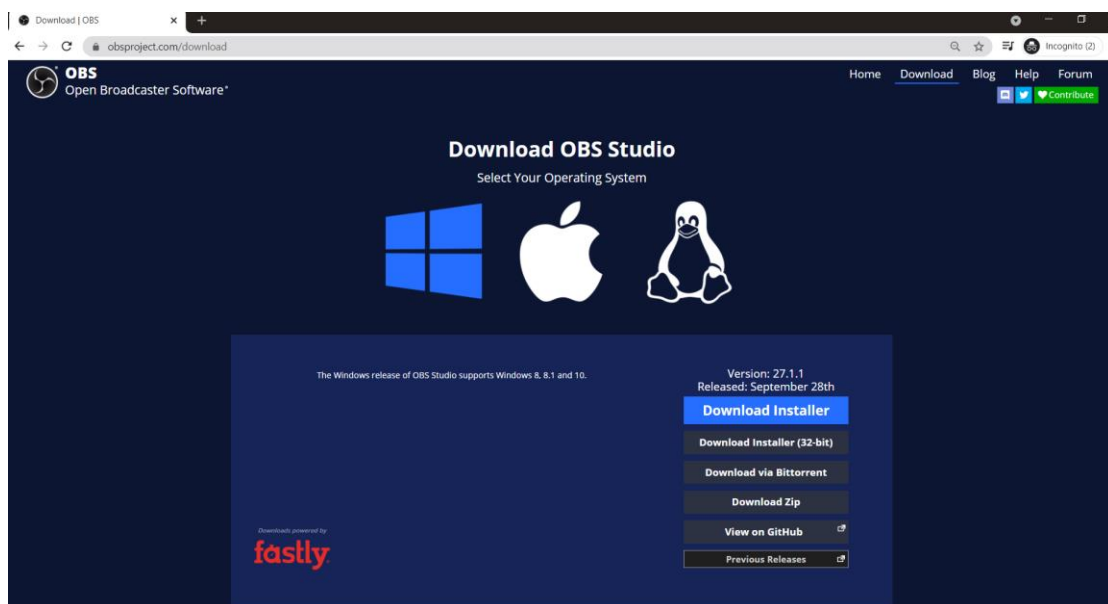 Download | OBS
obsproject.com/download
Incognito (2)
OBS
Open Broadcaster Software*
Home Download Blog Help Forum
Contribute
Download OBS Studio
Select Your Operating System
The Windows release of OBS Studio supports Windows 8, 8.1 and 10.
Version: 27.1.1
Released: September 28th
Download Installer
Download Installer (32-bit)
Download via Bittorrent
Download Zip
View on GitHub
Previous Releases
Downloads powered by
fastly